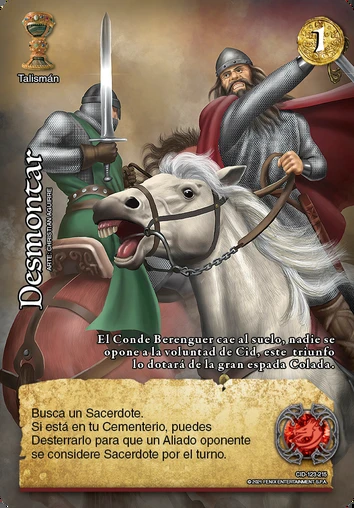 1
Talismán
Desmontar
ARTE: CHRISTIAN AGUIRRE
El Conde Berenguer cae al suelo, nadie se
opone a la voluntad de Cid, este triunfo
lo dotará de la gran espada Colada.
Busca un Sacerdote.
Si está en tu Cementerio, puedes
Desterrarlo para que un Aliado oponente
se considere Sacerdote por el turno.
CID-123-215
© 2021 FENIX ENTERTAINMENT S.P.A.